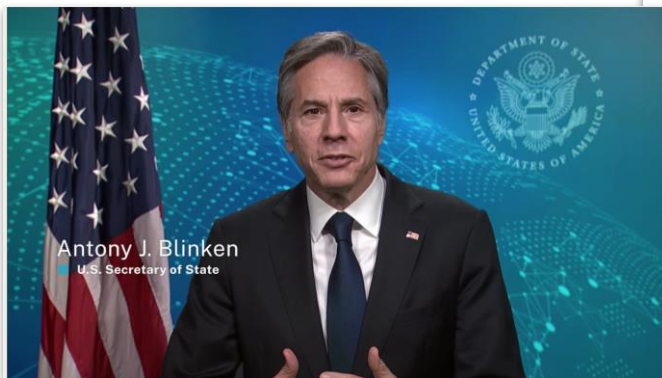 Antony J. Blinken
U.S. Secretary of State
DEPARTMENT OF STATE
UNITED STATES OF AMERICA